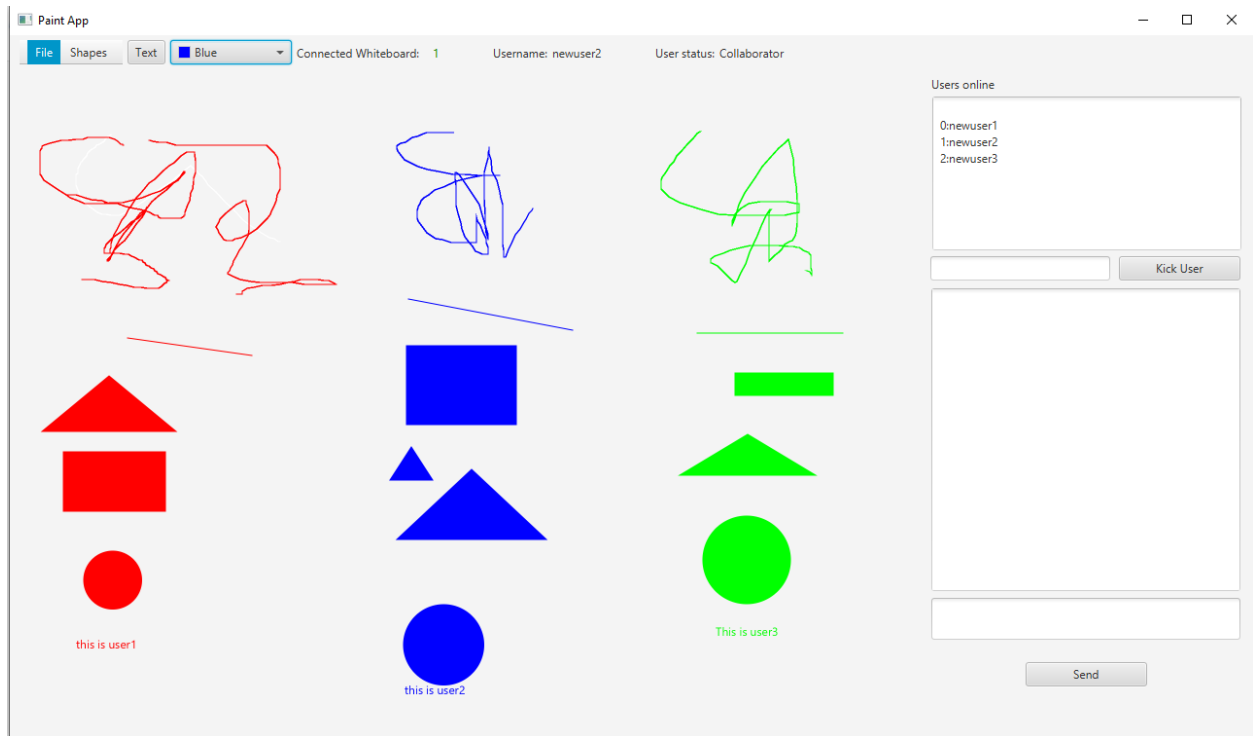 Paint App
File Shapes Text Blue Connected Whiteboard: 1 Username: newuser2 User status: Collaborator
Users online
0:newuser1
1:newuser2
2:newuser3
Kick User
this is user1
this is user2
This is user3
Send